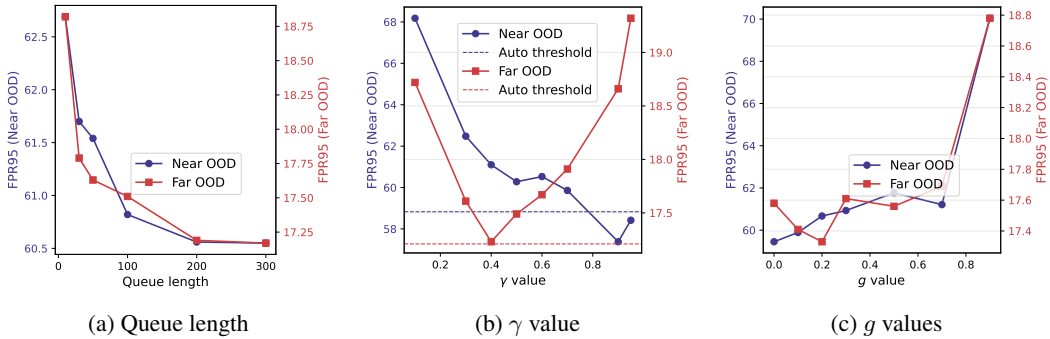 FPR95 (Near OOD)
62.5
62.0
61.5
61.0
60.5
0
100
200
300
Queue length
18.75
18.50
18.25
18.00
17.75
17.50
17.25
FPR95 (Far OOD)
Near OOD
Far OOD
(a) Queue length
FPR95 (Near OOD)
68
66
64
62
60
58
0.2
0.4
0.6
0.8
γ value
19.0
18.5
18.0
17.5
FPR95 (Far OOD)
Near OOD
Auto threshold
Far OOD
Auto threshold
(b) γ value
FPR95 (Near OOD)
70
68
66
64
62
60
0.0
0.2
0.4
0.6
0.8
g value
18.8
18.6
18.4
18.2
18.0
17.8
17.6
17.4
FPR95 (Far OOD)
Near OOD
Far OOD
(c) g values